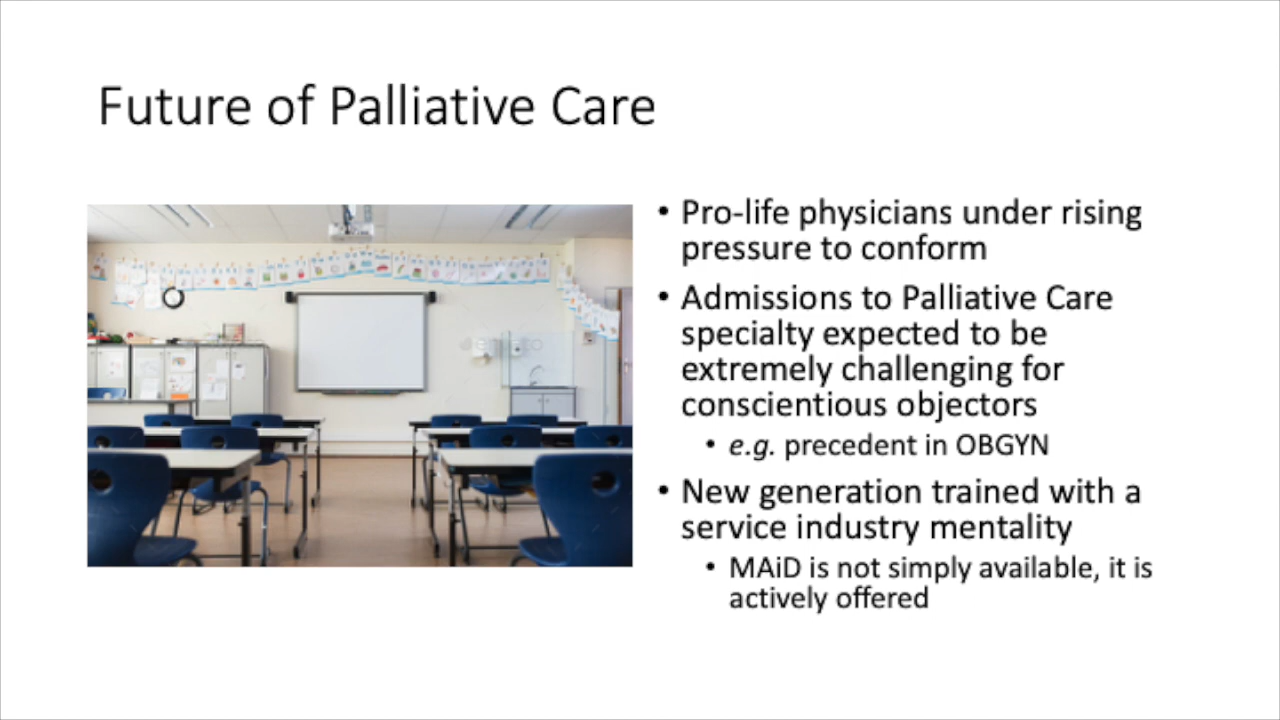 Future of Palliative Care
• Pro-life physicians under rising
pressure to conform
• Admissions to Palliative Care
specialty expected to be
extremely challenging for
conscientious objectors
• e.g. precedent in OBGYN
• New generation trained with a
service industry mentality
• MAiD is not simply available, it is
actively offered